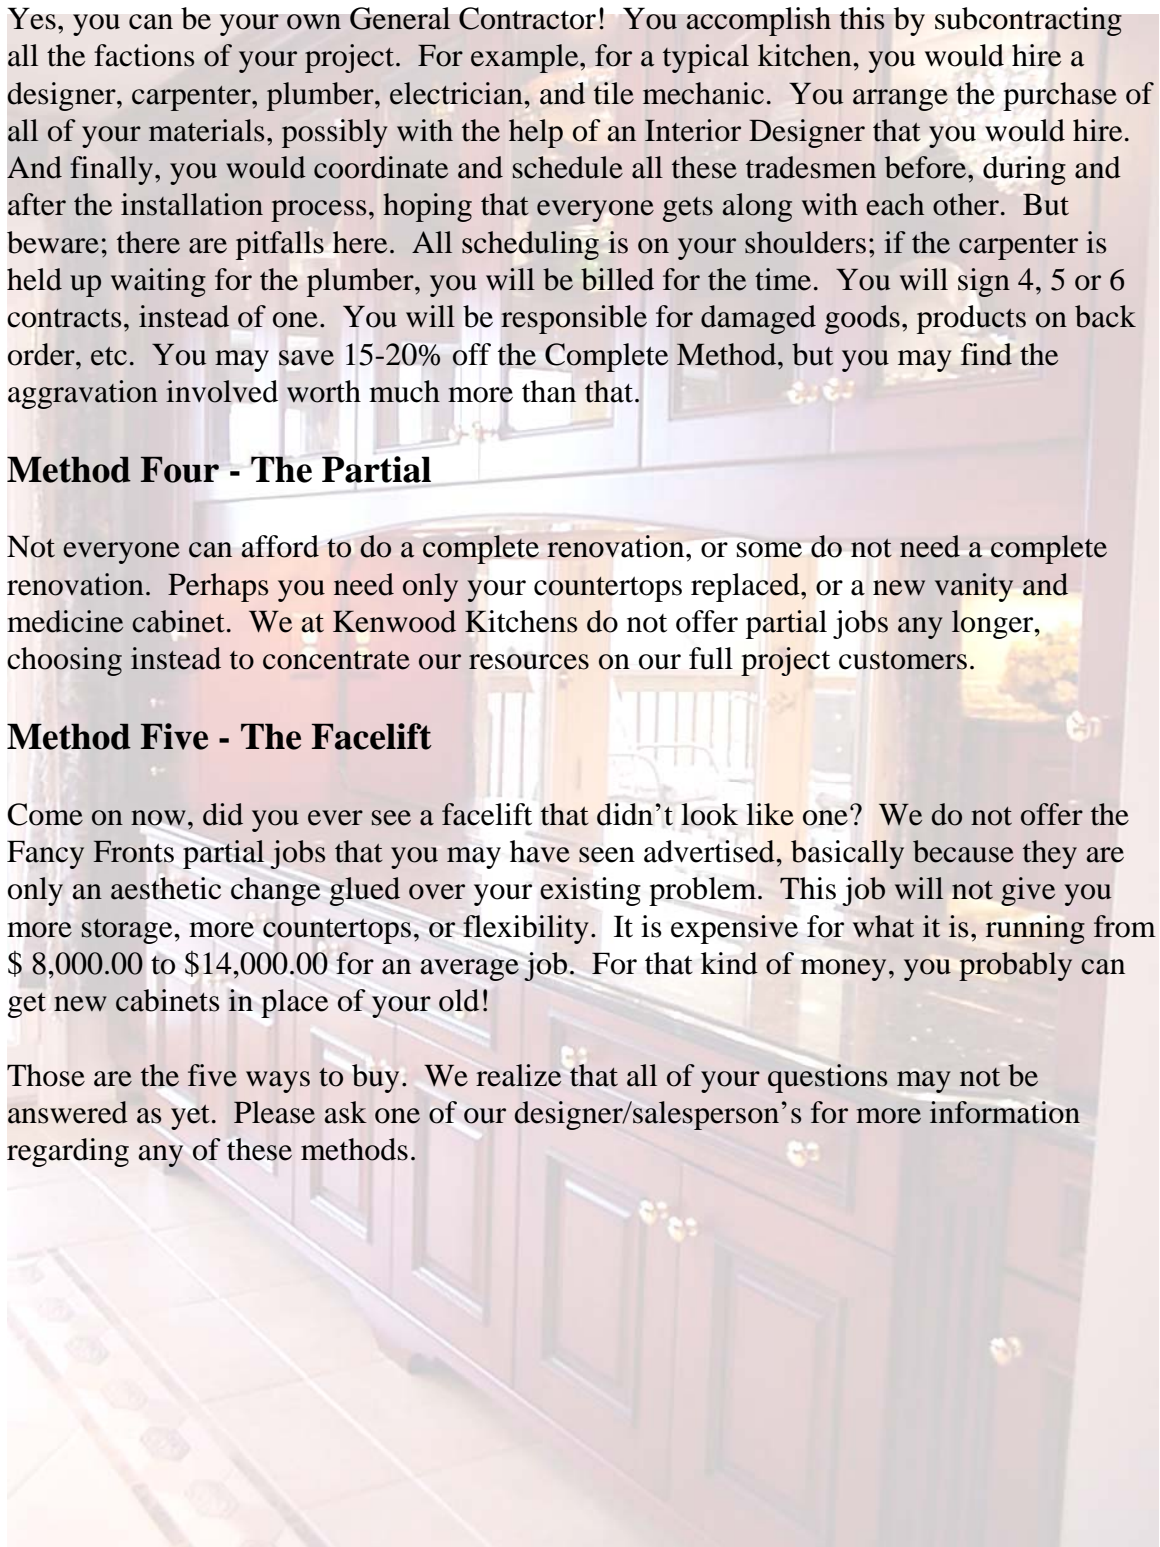 Yes, you can be your own General Contractor!  You accomplish this by subcontracting
all the factions of your project.  For example, for a typical kitchen, you would hire a
designer, carpenter, plumber, electrician, and tile mechanic.  You arrange the purchase of
all of your materials, possibly with the help of an Interior Designer that you would hire.
And finally, you would coordinate and schedule all these tradesmen before, during and
after the installation process, hoping that everyone gets along with each other.  But
beware; there are pitfalls here.  All scheduling is on your shoulders; if the carpenter is
held up waiting for the plumber, you will be billed for the time.  You will sign 4, 5 or 6
contracts, instead of one.  You will be responsible for damaged goods, products on back
order, etc.  You may save 15-20% off the Complete Method, but you may find the
aggravation involved worth much more than that.
Method Four - The Partial
Not everyone can afford to do a complete renovation, or some do not need a complete
renovation.  Perhaps you need only your countertops replaced, or a new vanity and
medicine cabinet.  We at Kenwood Kitchens do not offer partial jobs any longer,
choosing instead to concentrate our resources on our full project customers.
Method Five - The Facelift
Come on now, did you ever see a facelift that didn’t look like one?  We do not offer the
Fancy Fronts partial jobs that you may have seen advertised, basically because they are
only an aesthetic change glued over your existing problem.  This job will not give you
more storage, more countertops, or flexibility.  It is expensive for what it is, running from
$ 8,000.00 to $14,000.00 for an average job.  For that kind of money, you probably can
get new cabinets in place of your old!
Those are the five ways to buy.  We realize that all of your questions may not be
answered as yet.  Please ask one of our designer/salesperson’s for more information
regarding any of these methods.